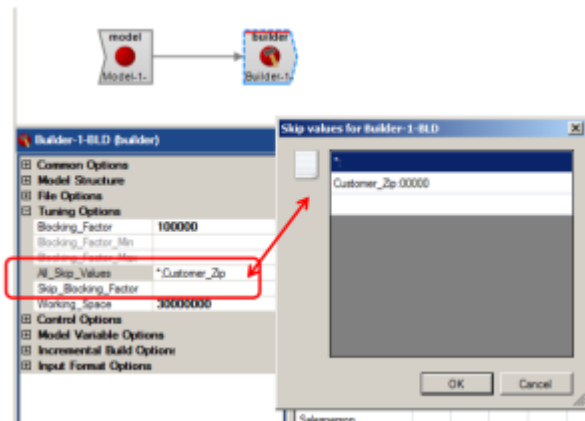 model
Model-1-
builder
Builder-1-
Builder-1-BLD (builder)
Common Options
Model Structure
File Options
Tuning Options
Blocking_Factor 100000
Blocking_Factor_Min
Blocking_Factor_Max
All_Skip_Values *;Customer_Zip
Skip_Blocking_Factor
Working_Space 30000000
Control Options
Model Variable Options
Incremental Build Options
Input Format Options
Skip values for Builder-1-BLD
*:
Customer_Zip:00000
OK Cancel
Salesperson